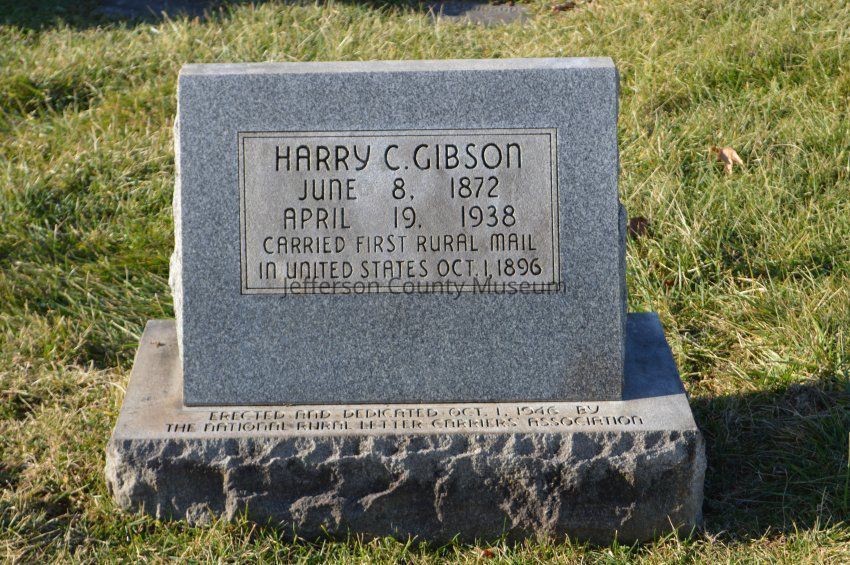 HARRY C. GIBSON
JUNE 8, 1872
APRIL 19, 1938
CARRIED FIRST RURAL MAIL
IN UNITED STATES OCT. 1, 1896
Jefferson County Museum
ERECTED AND DEDICATED OCT. 1, 1946 BY
THE NATIONAL RURAL LETTER CARRIERS' ASSOCIATION